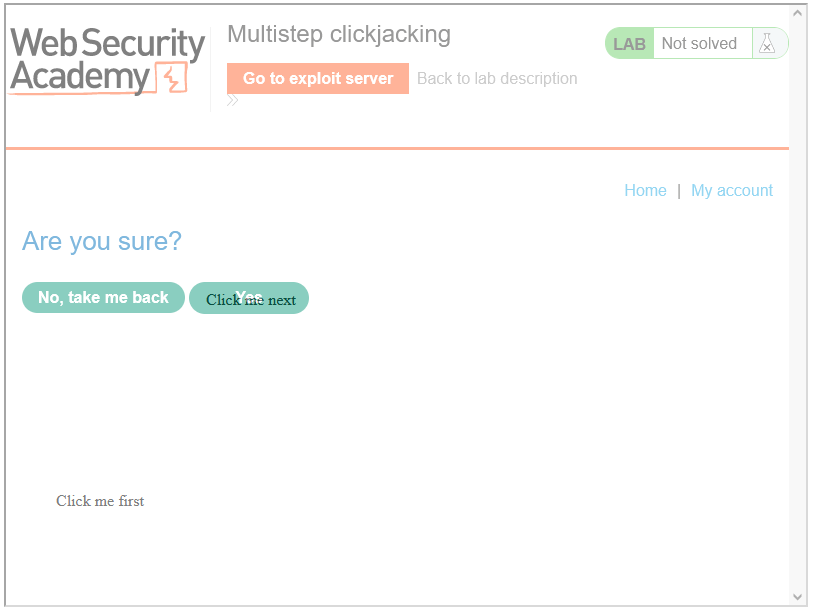 Web Security
Academy
Multistep clickjacking
LAB Not solved
Go to exploit server Back to lab description
Home | My account
Are you sure?
No, take me back Yes
Click me next
Click me first